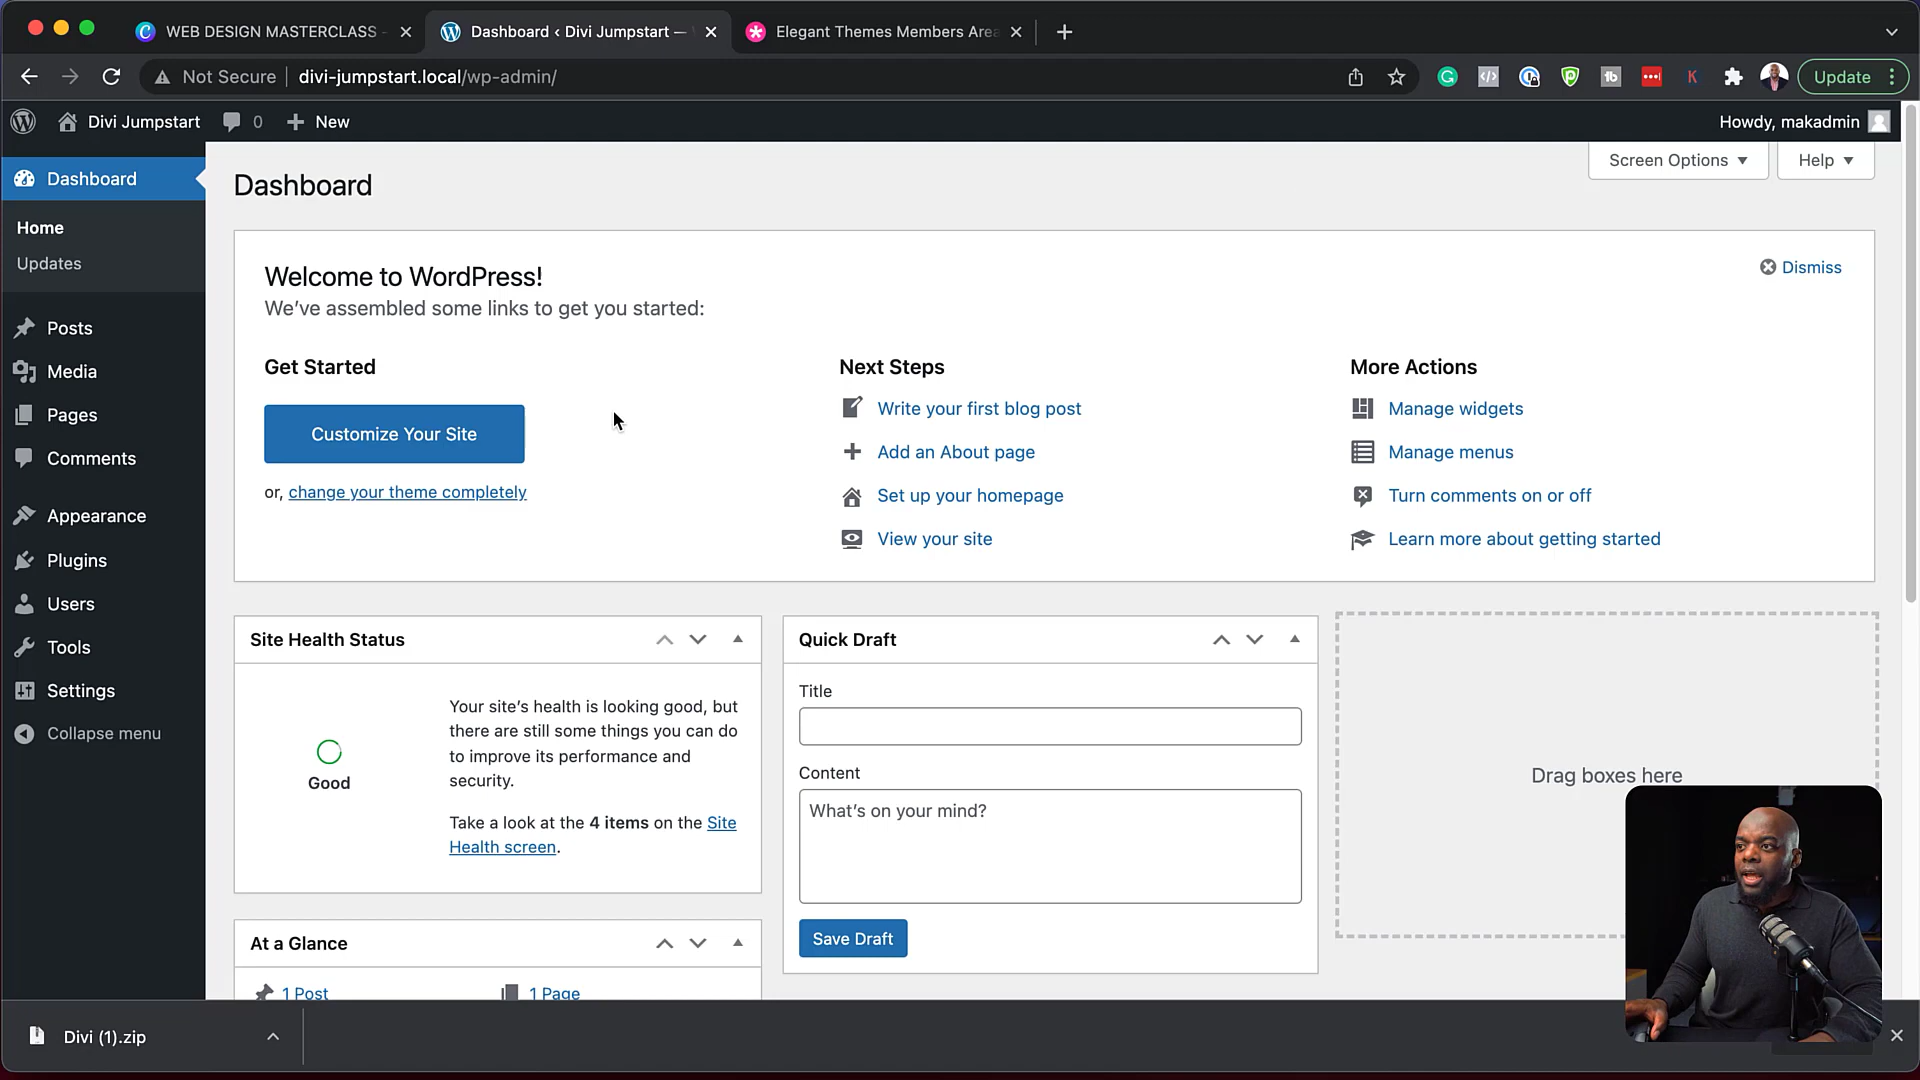 WEB DESIGN MASTERCLASS -
Dashboard ‹ Divi Jumpstart —
Elegant Themes Members Area
Not Secure
divi-jumpstart.local/wp-admin/
Update
Divi Jumpstart
0
New
Howdy, makadmin
Screen Options
Help
Dashboard
Home
Updates
Posts
Media
Pages
Comments
Appearance
Plugins
Users
Tools
Settings
Collapse menu
Dashboard
Welcome to WordPress!
We've assembled some links to get you started:
Dismiss
Get Started
Customize Your Site
or, change your theme completely
Next Steps
Write your first blog post
Add an About page
Set up your homepage
View your site
More Actions
Manage widgets
Manage menus
Turn comments on or off
Learn more about getting started
Site Health Status
Good
Your site's health is looking good, but
there are still some things you can do
to improve its performance and
security.
Take a look at the 4 items on the Site
Health screen.
At a Glance
1 Post
1 Page
Quick Draft
Title
Content
What's on your mind?
Save Draft
Drag boxes here
Divi (1).zip